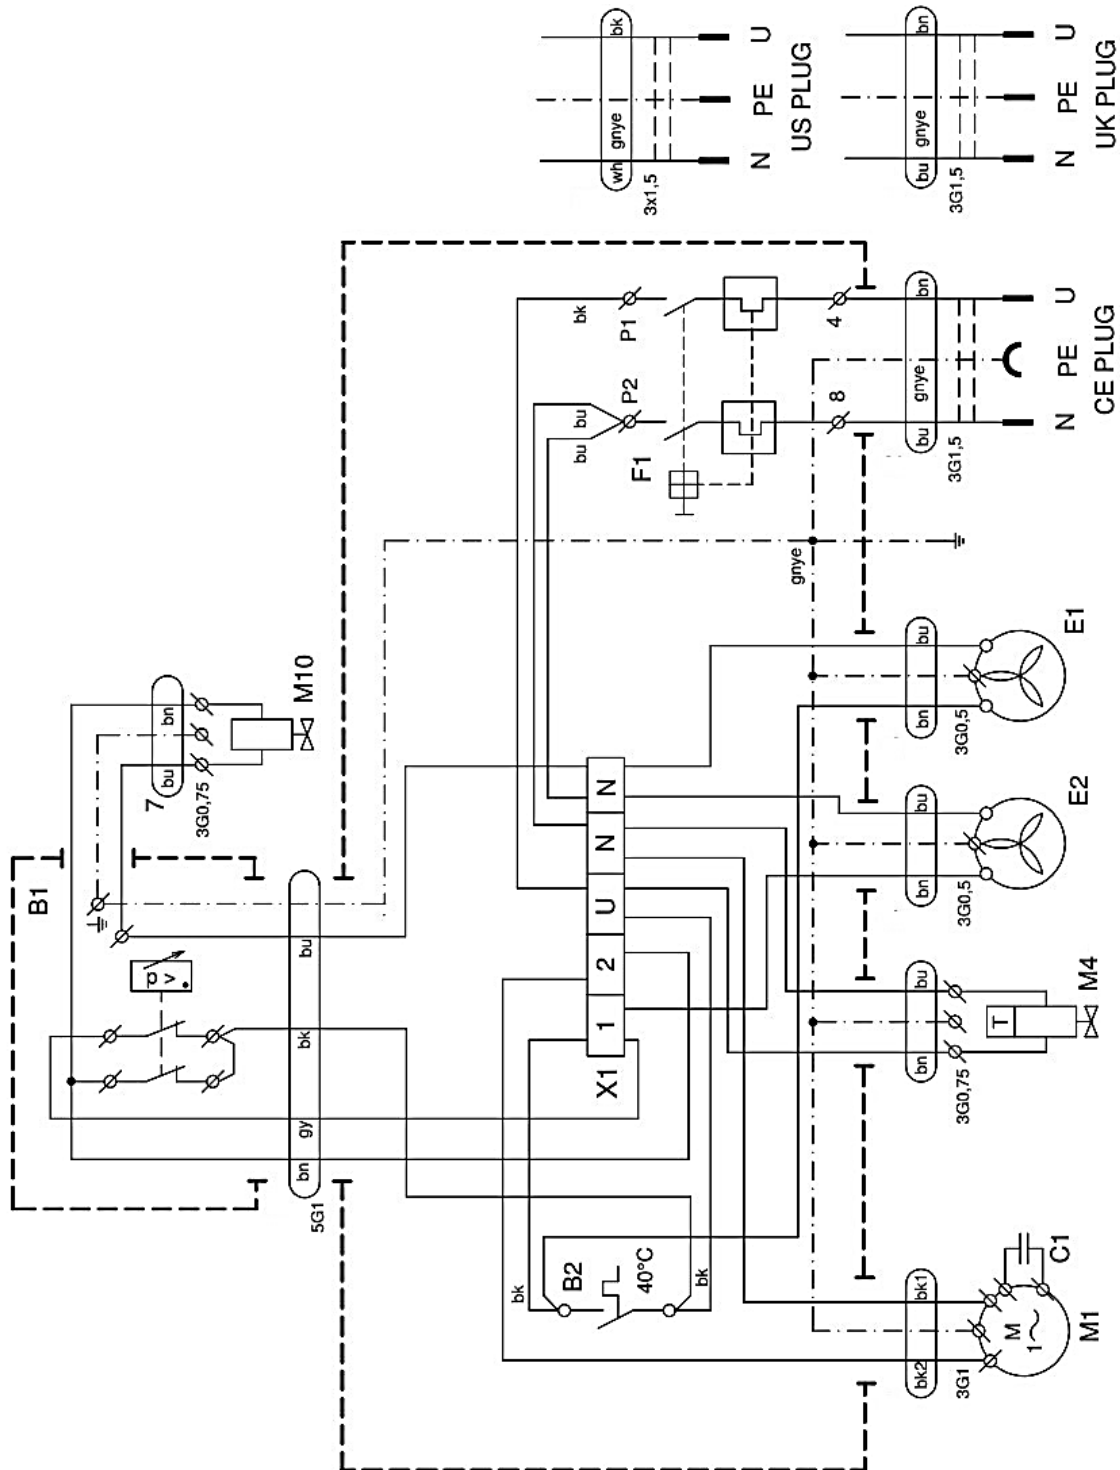 B1
7
bu bn
p
v
3G0,75
bn gy bk bu
M10
5G1
bk
B2
bu bu
bk
40°C
X1 1 2 U N N
F1
P2 P1
bk
wh gnye bk
3x1,5
N PE U
US PLUG
gnye
8 4
bk2 bk1
bn bu
bn bu
bn bu
bu gnye bn
bu gnye bn
3G1
3G0,75
3G0,5
3G0,5
3G1,5
3G1,5
T
M
1~
C1
M1
M4
E2
E1
N PE U
CE PLUG
N PE U
UK PLUG